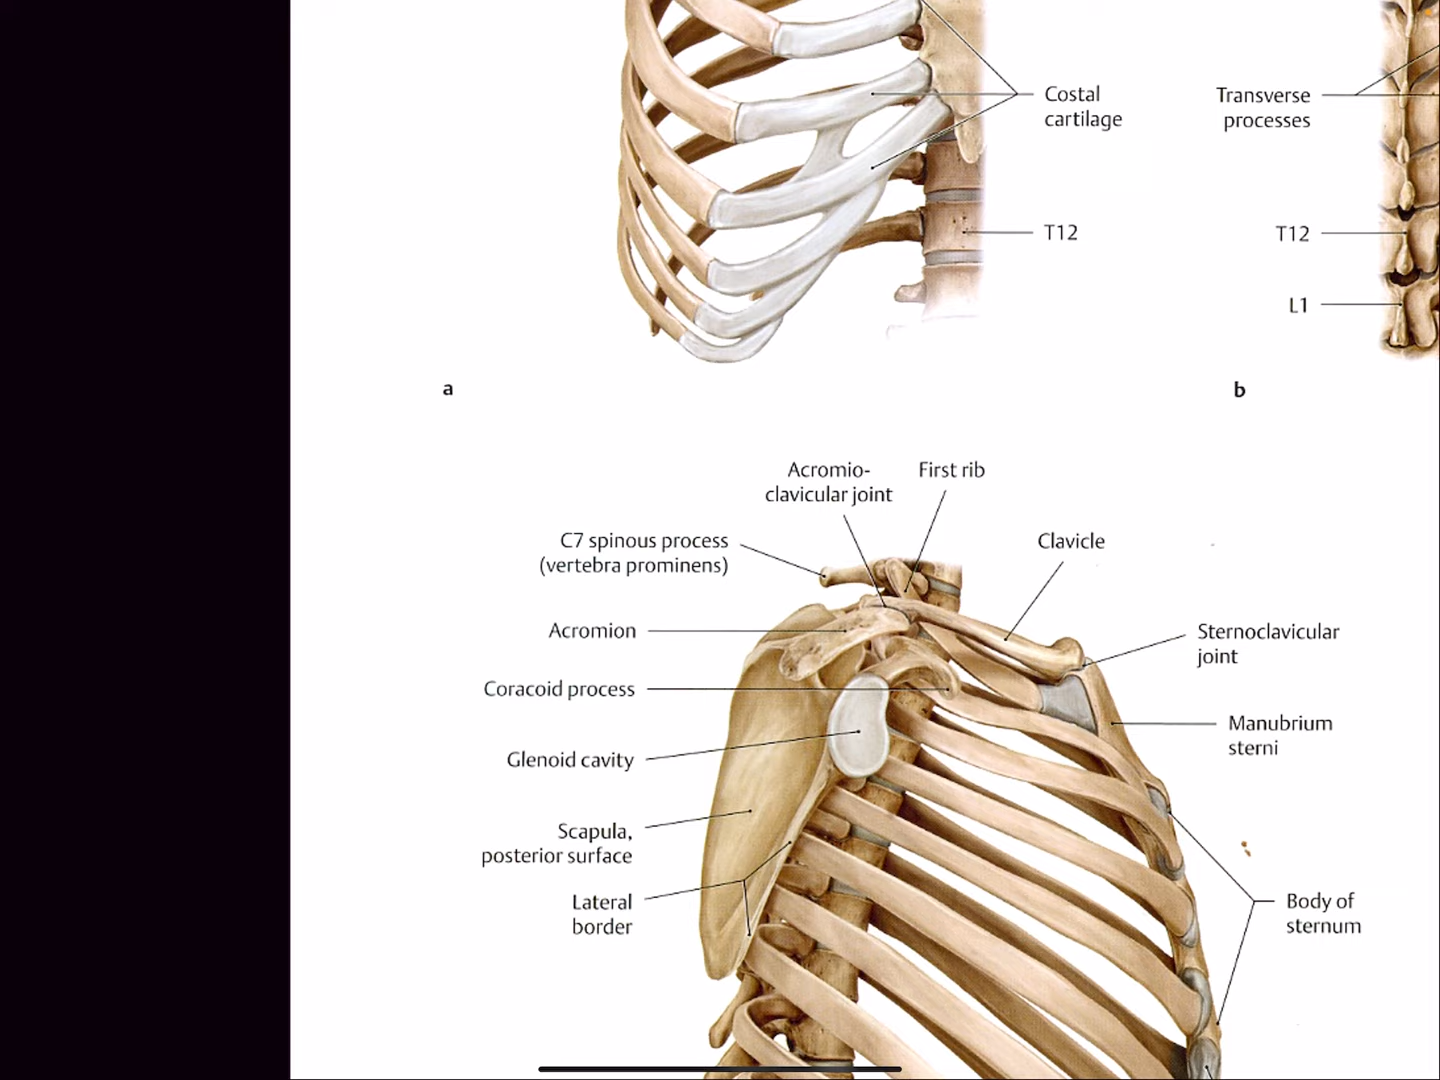 Costal
cartilage
Transverse
processes
T12
T12
L1
a
b
Acromio-
clavicular joint
First rib
C7 spinous process
(vertebra prominens)
Clavicle
Acromion
Sternoclavicular
joint
Coracoid process
Manubrium
sterni
Glenoid cavity
Scapula,
posterior surface
Lateral
border
Body of
sternum